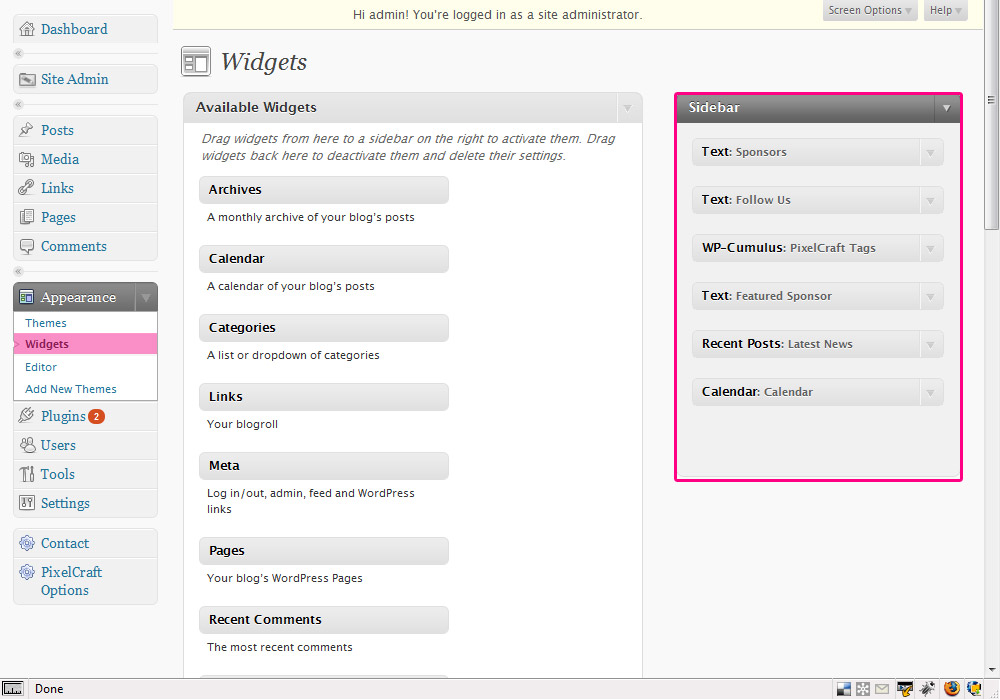 Hi admin! You're logged in as a site administrator.
Screen Options
Help
Dashboard
Site Admin
Posts
Media
Links
Pages
Comments
Appearance
Themes
Widgets
Editor
Add New Themes
Plugins 2
Users
Tools
Settings
Contact
PixelCraft
Options
Widgets
Available Widgets
Drag widgets from here to a sidebar on the right to activate them. Drag
widgets back here to deactivate them and delete their settings.
Archives
A monthly archive of your blog's posts
Calendar
A calendar of your blog's posts
Categories
A list or dropdown of categories
Links
Your blogroll
Meta
Log in/out, admin, feed and WordPress
links
Pages
Your blog's WordPress Pages
Recent Comments
The most recent comments
Sidebar
Text: Sponsors
Text: Follow Us
WP-Cumulus: PixelCraft Tags
Text: Featured Sponsor
Recent Posts: Latest News
Calendar: Calendar
Done